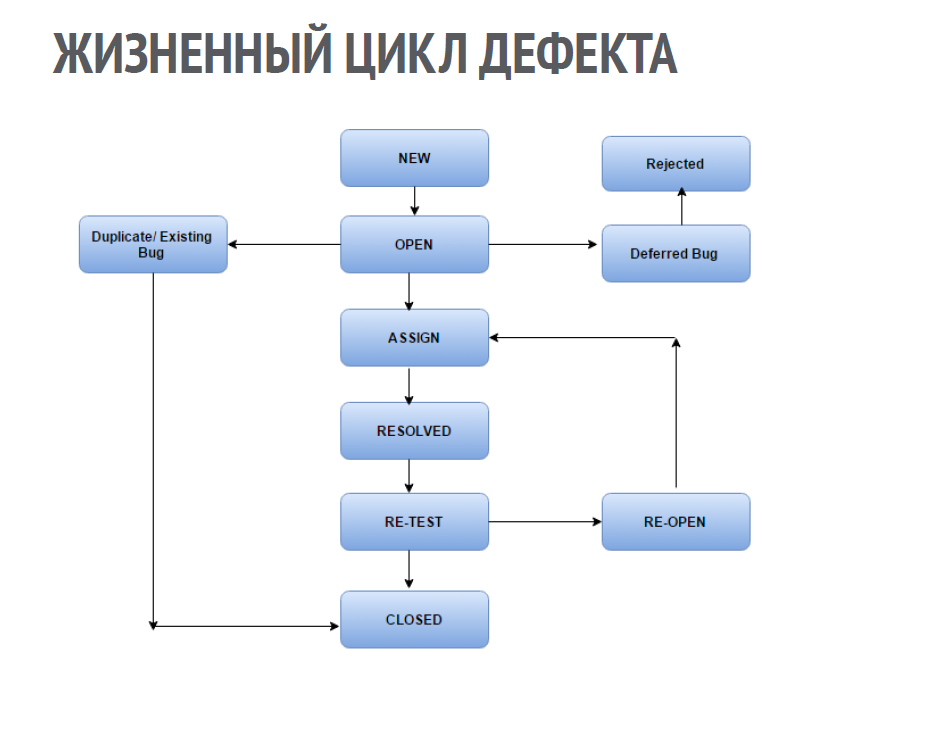 ЖИЗНЕННЫЙ ЦИКЛ ДЕФЕКТА
NEW
Rejected
Duplicate/ Existing
Bug
OPEN
Deferred Bug
ASSIGN
RESOLVED
RE-TEST
RE-OPEN
CLOSED